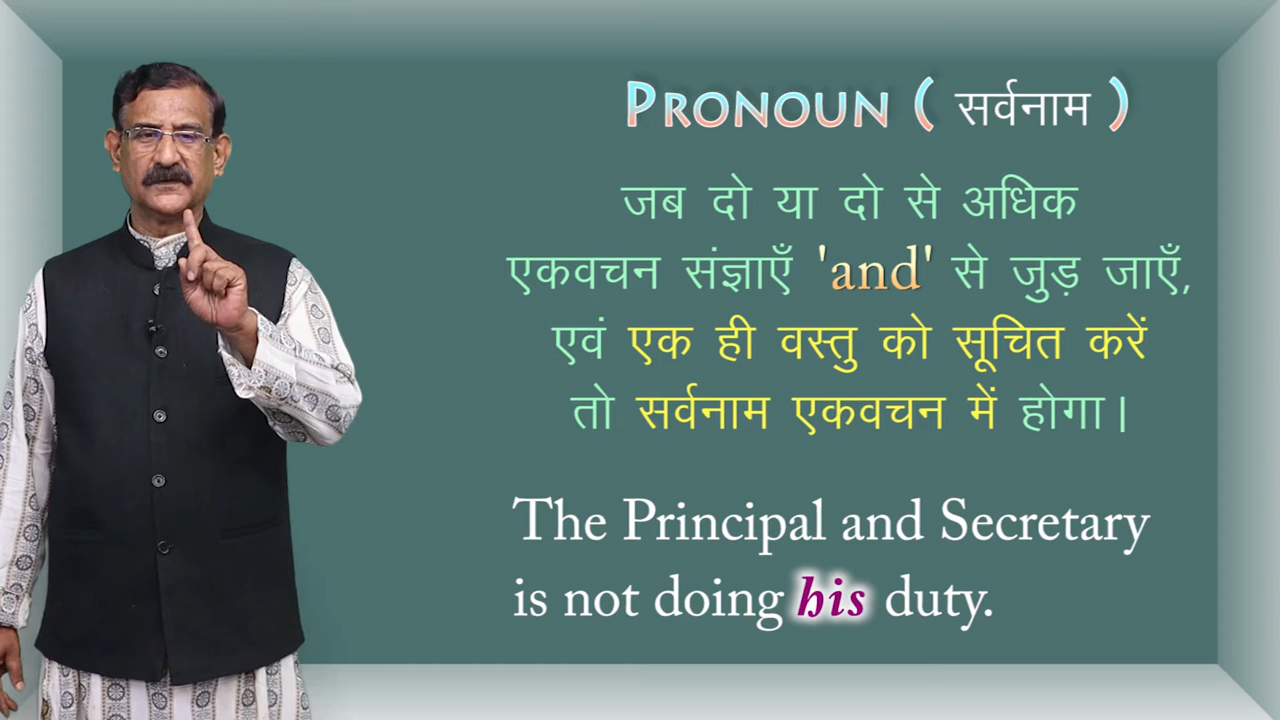 PRONOUN ( सर्वनाम )
जब दो या दो से अधिक
एकवचन संज्ञाएँ 'and' से जुड़ जाएँ,
एवं एक ही वस्तु को सूचित करें
तो सर्वनाम एकवचन में होगा।
The Principal and Secretary
is not doing his duty.